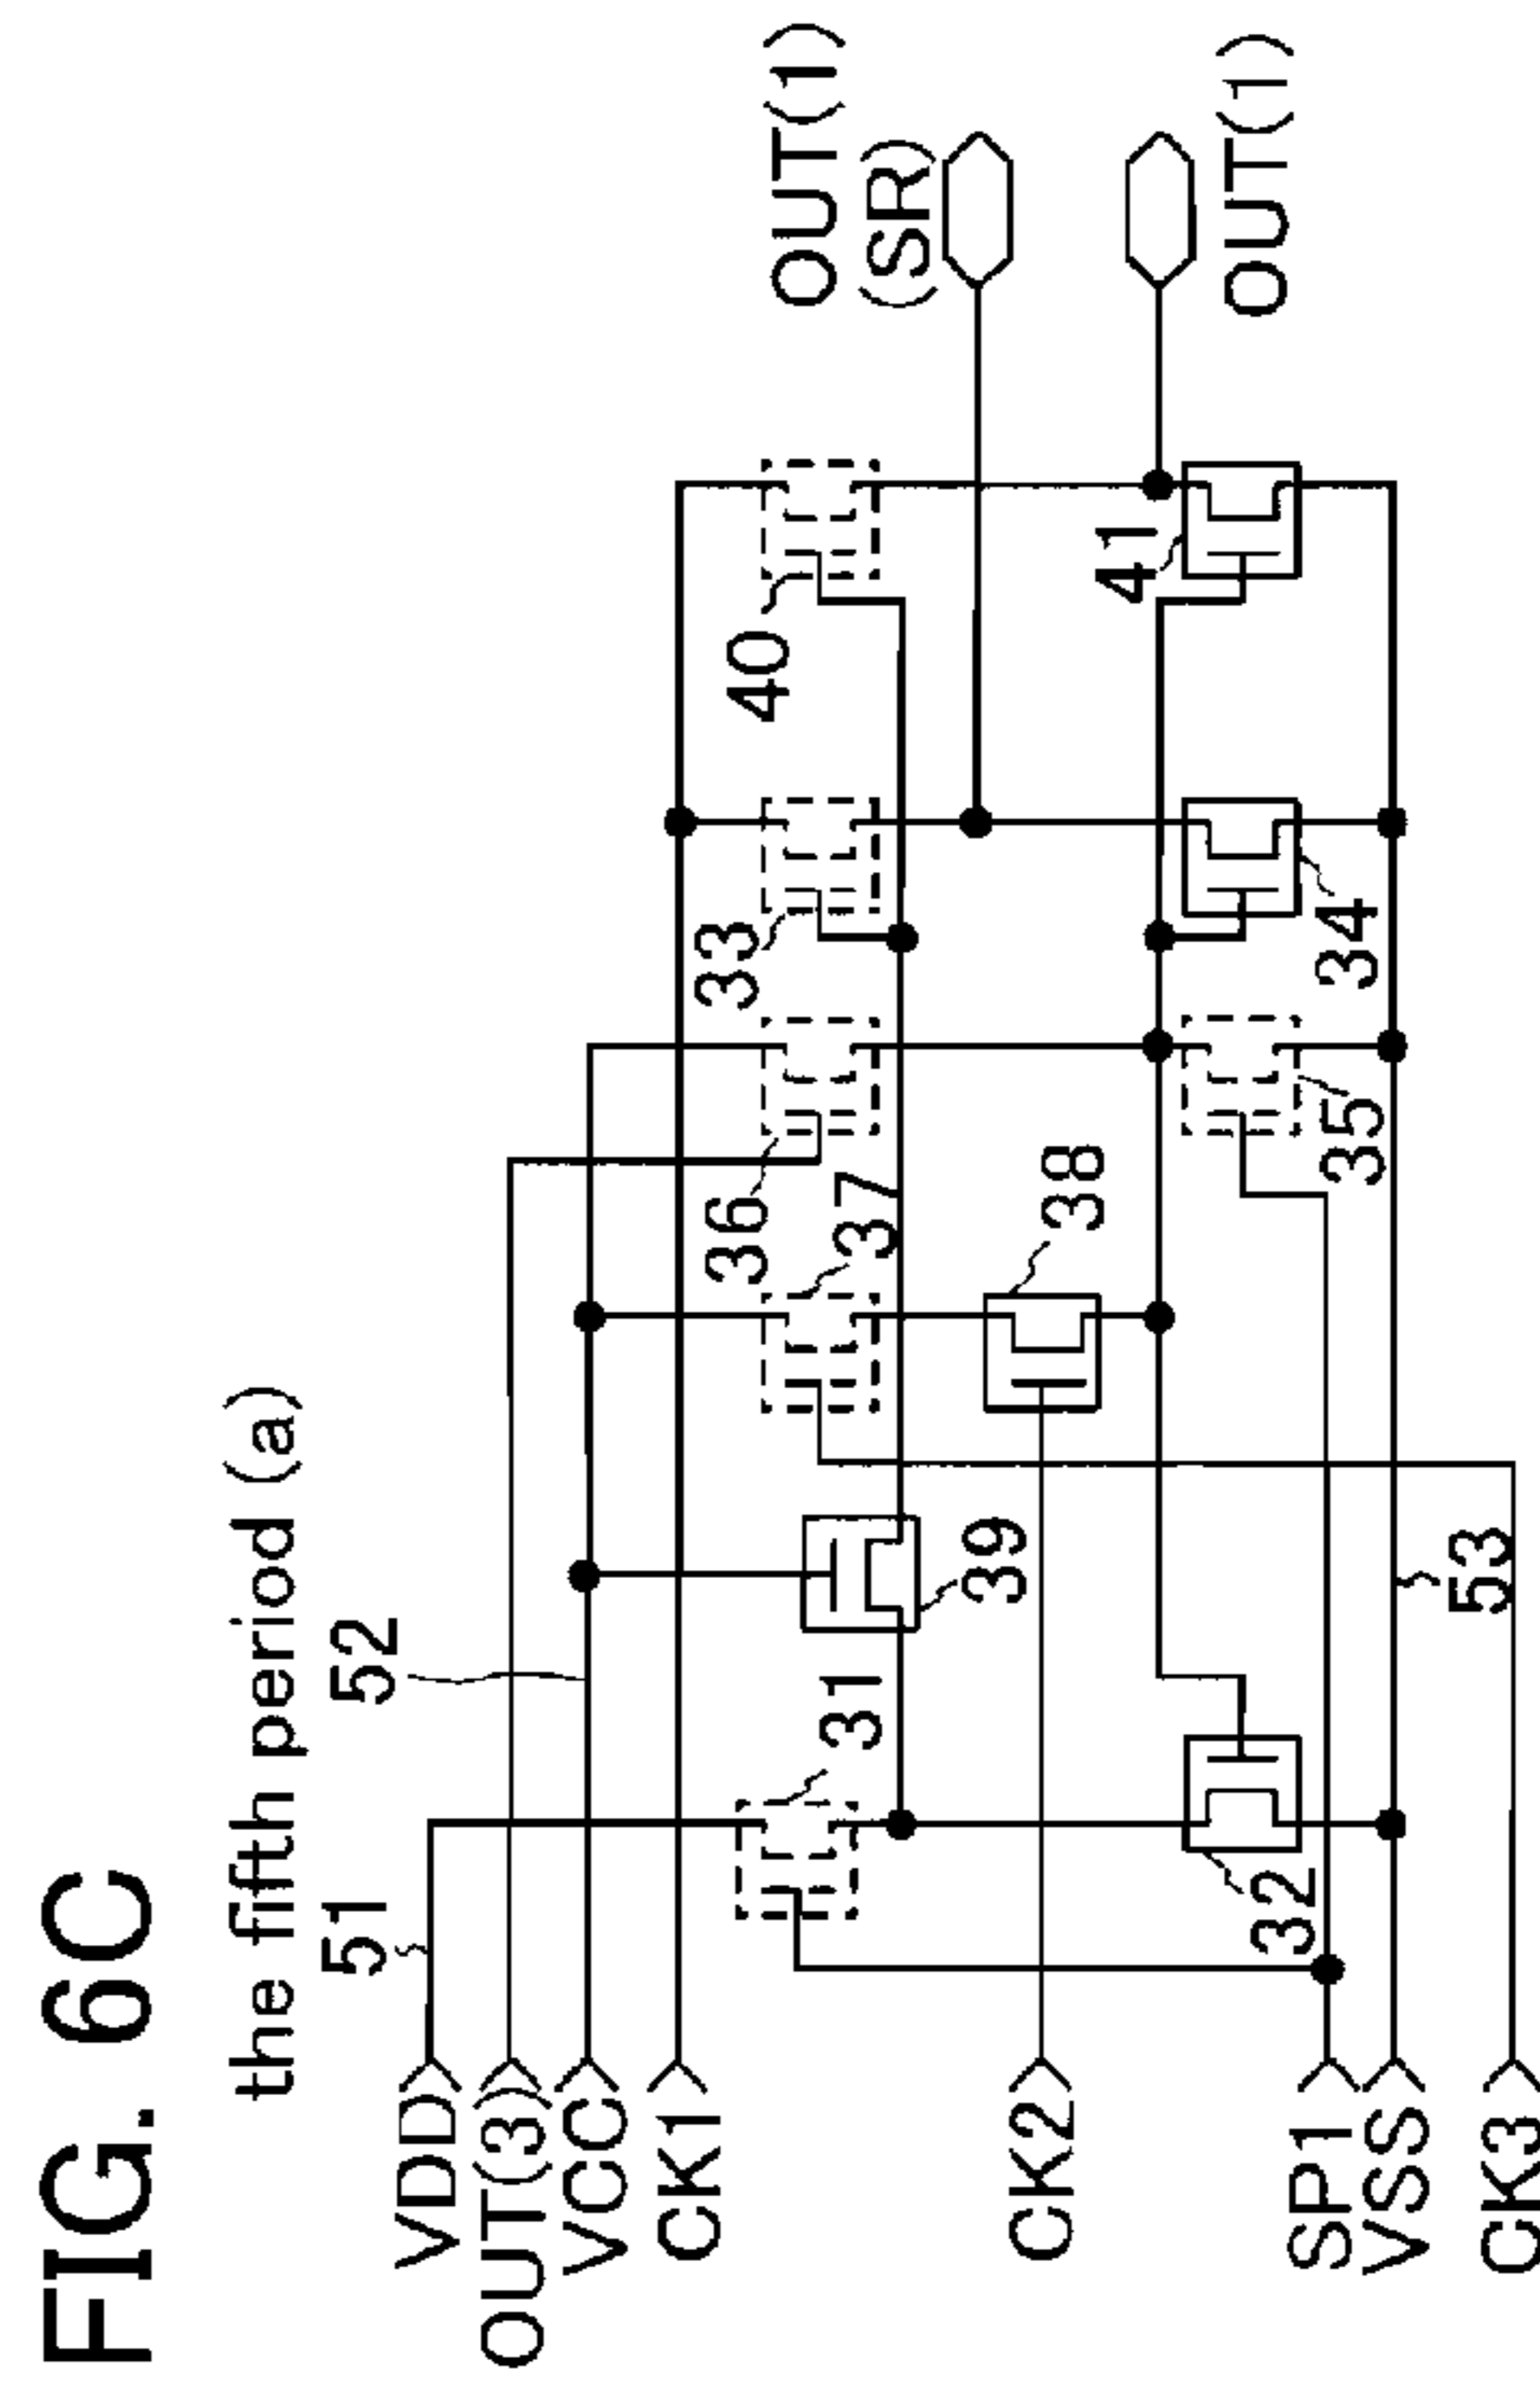 FIG. 6C
the fifth period (a)
51
52
VDD
OUT(3)
VCC
CK1
CK2
SP1
VSS
CK3
31
39
32
53
36
37
38
35
33
34
40
41
OUT(1)
(SR)
OUT(1)